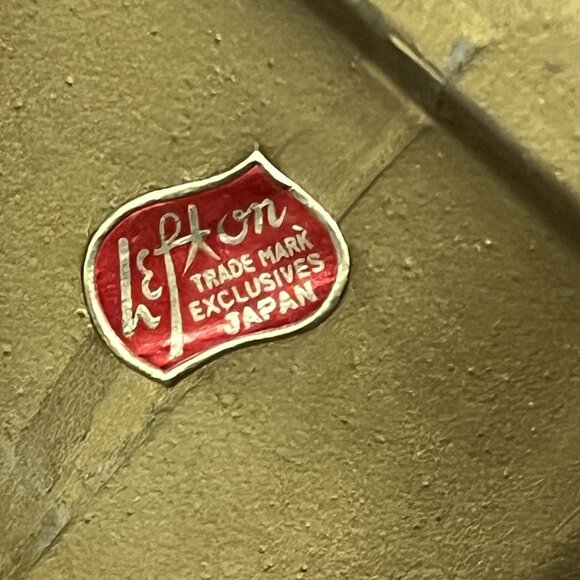 Lefton
TRADE MARK
EXCLUSIVES
JAPAN